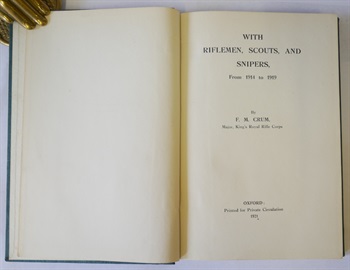 WITH
RIFLEMEN, SCOUTS, AND
SNIPERS,
From 1914 to 1919
By
F. M. CRUM,
Major, King's Royal Rifle Corps
OXFORD:
Printed for Private Circulation